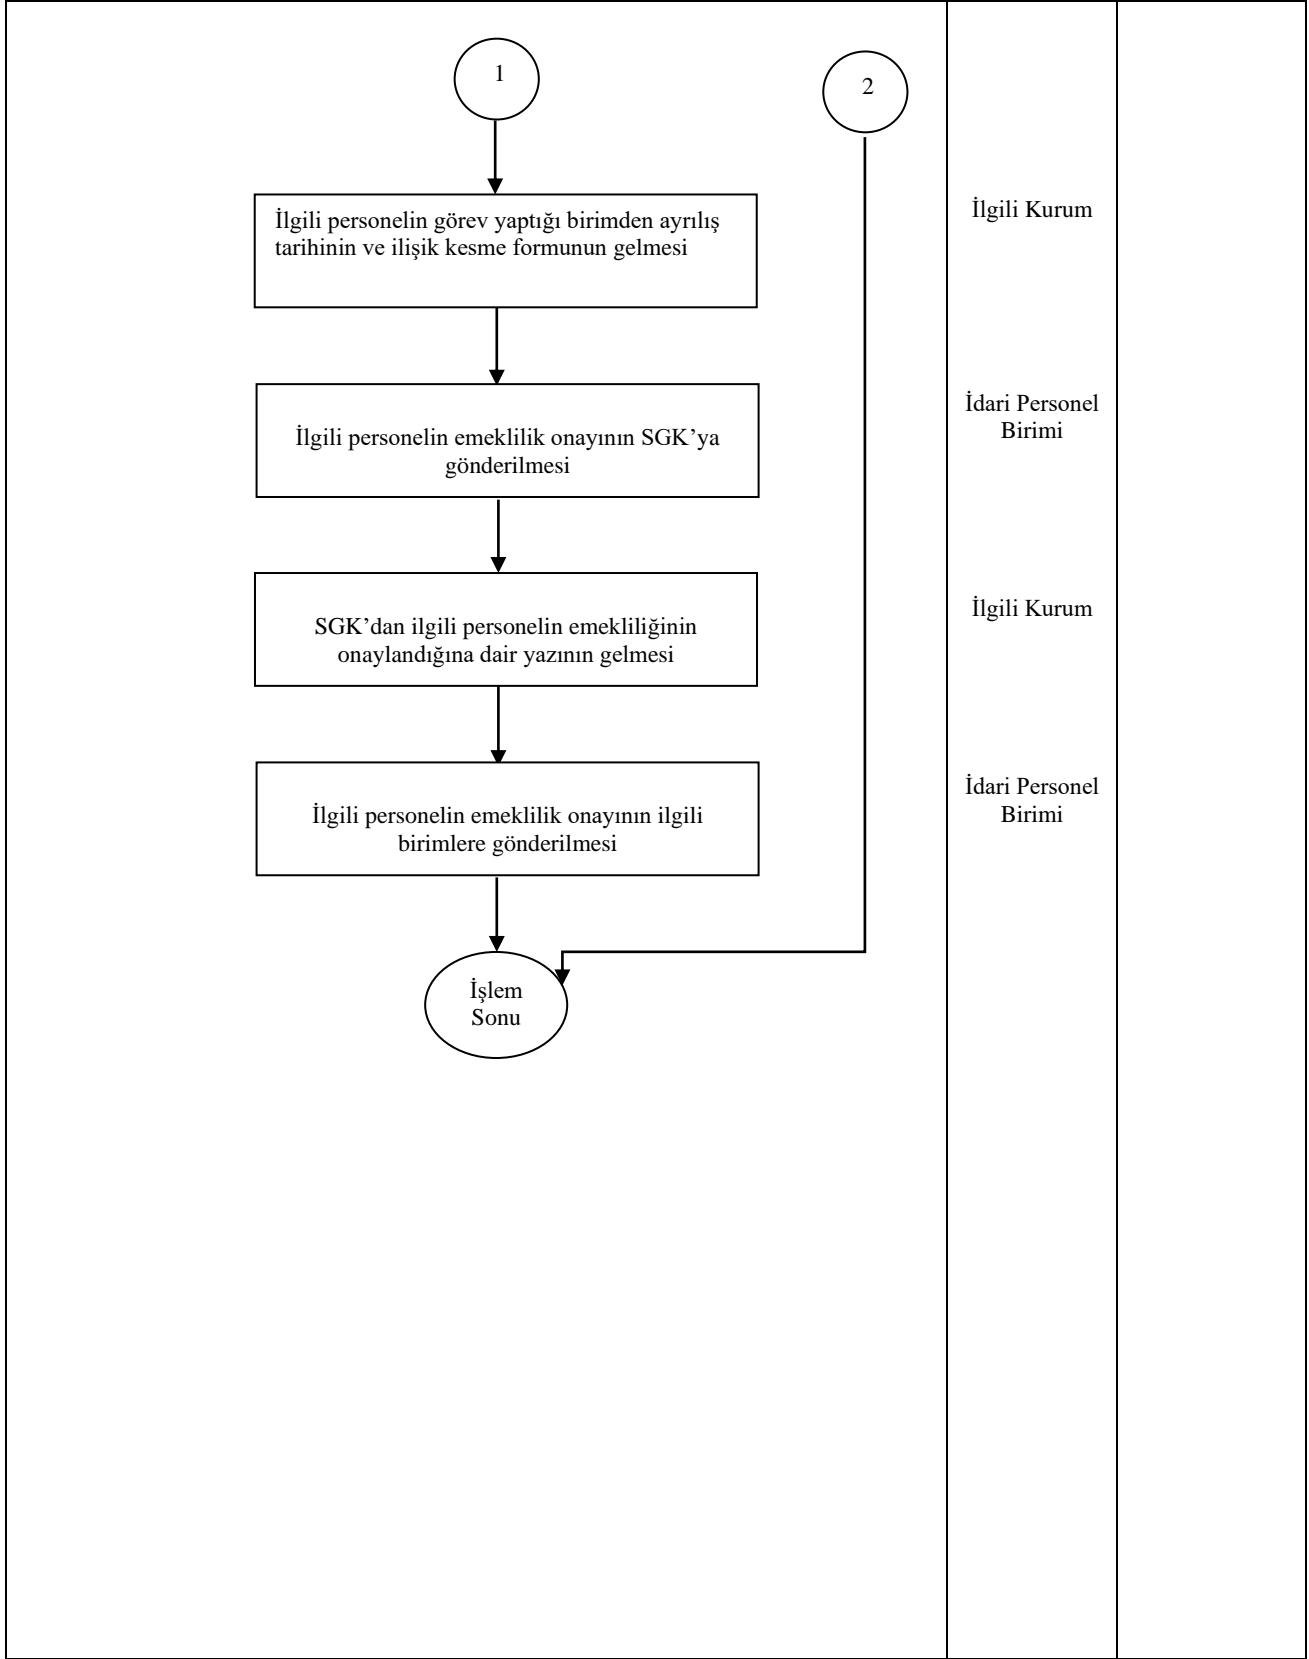 1
2
İlgili personelin görev yaptığı birimden ayrılış
tarihinin ve ilişik kesme formunun gelmesi
İlgili Kurum
İlgili personelin emeklilik onayının SGK’ya
gönderilmesi
İdari Personel
Birimi
SGK’dan ilgili personelin emekliliğinin
onaylandığına dair yazının gelmesi
İlgili Kurum
İlgili personelin emeklilik onayının ilgili
birimlere gönderilmesi
İdari Personel
Birimi
İşlem
Sonu